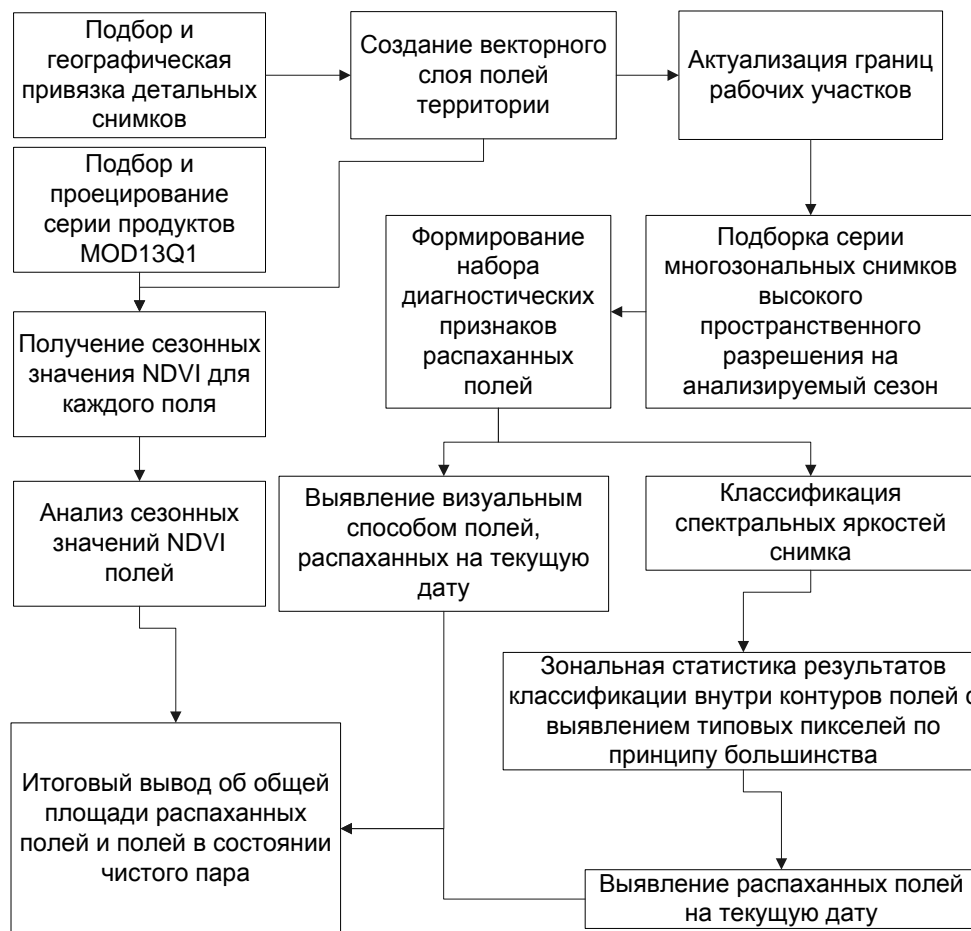 Подбор и
географическая
привязка детальных
снимков
Создание векторного
слоя полей
территории
Актуализация границ
рабочих участков
Подбор и
проецирование
серии продуктов
MOD13Q1
Формирование
набора
диагностических
признаков
распаханных
полей
Подборка серии
многозональных снимков
высокого
пространственного
разрешения на
анализируемый сезон
Получение сезонных
значения NDVI для
каждого поля
Анализ сезонных
значений NDVI
полей
Выявление визуальным
способом полей,
распаханных на текущую
дату
Классификация
спектральных яркостей
снимка
Зональная статистика результатов
классификации внутри контуров полей с
выявлением типовых пикселей по
принципу большинства
Итоговый вывод об общей
площади распаханных
полей и полей в состоянии
чистого пара
Выявление распаханных полей
на текущую дату